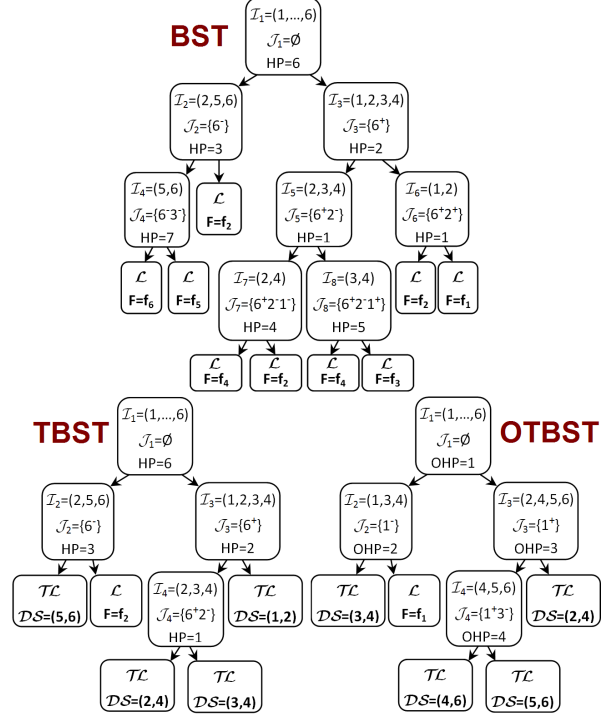 BST
ℐ₁=(1,...,6)
𝒥₁=Ø
HP=6
ℐ₂=(2,5,6)
𝒥₂={6⁻}
HP=3
ℐ₃=(1,2,3,4)
𝒥₃={6⁺}
HP=2
ℐ₄=(5,6)
𝒥₄={6⁻3⁻}
HP=7
ℒ
F=f₂
ℐ₅=(2,3,4)
𝒥₅={6⁺2⁻}
HP=1
ℐ₆=(1,2)
𝒥₆={6⁺2⁺}
HP=1
ℒ
F=f₆
ℒ
F=f₅
ℐ₇=(2,4)
𝒥₇={6⁺2⁻1⁻}
HP=4
ℐ₈=(3,4)
𝒥₈={6⁺2⁻1⁺}
HP=5
ℒ
F=f₂
ℒ
F=f₁
ℒ
F=f₄
ℒ
F=f₂
ℒ
F=f₄
ℒ
F=f₃
TBST
ℐ₁=(1,...,6)
𝒥₁=Ø
HP=6
ℐ₂=(2,5,6)
𝒥₂={6⁻}
HP=3
ℐ₃=(1,2,3,4)
𝒥₃={6⁺}
HP=2
𝒯ℒ
𝒟𝒮=(5,6)
ℒ
F=f₂
ℐ₄=(2,3,4)
𝒥₄={6⁺2⁻}
HP=1
𝒯ℒ
𝒟𝒮=(1,2)
𝒯ℒ
𝒟𝒮=(2,4)
𝒯ℒ
𝒟𝒮=(3,4)
OTBST
ℐ₁=(1,...,6)
𝒥₁=Ø
OHP=1
ℐ₂=(1,3,4)
𝒥₂={1⁻}
OHP=2
ℐ₃=(2,4,5,6)
𝒥₃={1⁺}
OHP=3
𝒯ℒ
𝒟𝒮=(3,4)
ℒ
F=f₁
ℐ₄=(4,5,6)
𝒥₄={1⁺3⁻}
OHP=4
𝒯ℒ
𝒟𝒮=(2,4)
𝒯ℒ
𝒟𝒮=(4,6)
𝒯ℒ
𝒟𝒮=(5,6)